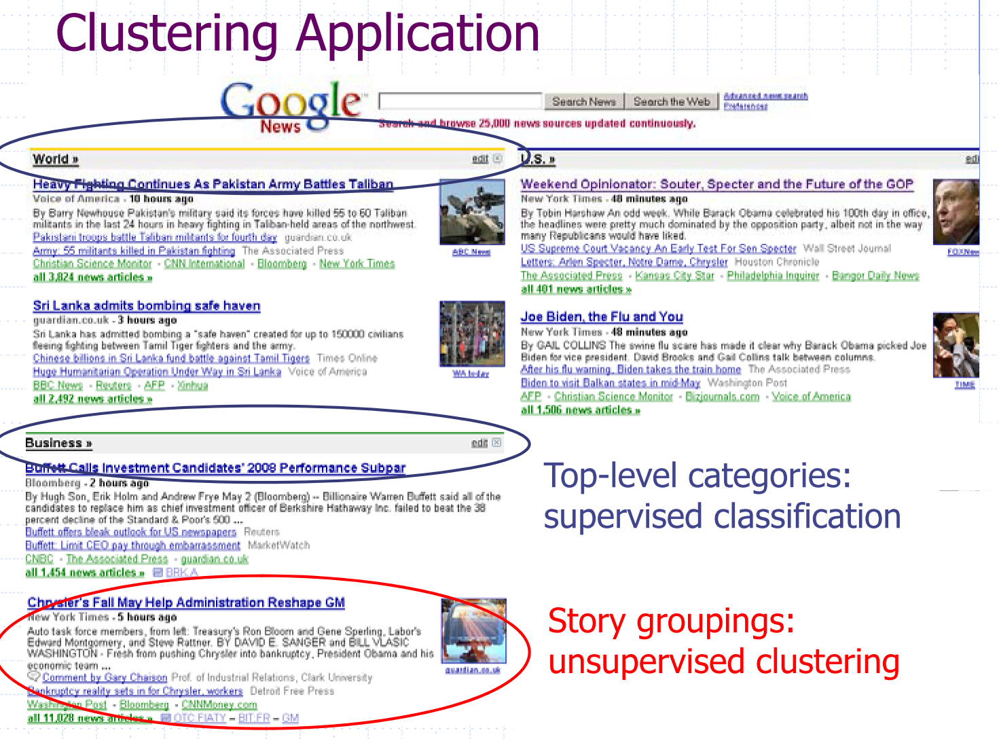 Clustering Application
Google™
News
Search News
Search the Web
Advanced news search
Preferences
Search and browse 25,000 news sources updated continuously.
World »
edit
Heavy Fighting Continues As Pakistan Army Battles Taliban
Voice of America - 10 hours ago
By Barry Newhouse Pakistan's military said its forces have killed 55 to 60 Taliban
militants in the last 24 hours in heavy fighting in Taliban-held areas of the northwest.
Pakistani troops battle Taliban militants for fourth day guardian.co.uk
Army: 55 militants killed in Pakistan fighting The Associated Press
Christian Science Monitor - CNN International - Bloomberg - New York Times
all 3,824 news articles »
ABC News
Sri Lanka admits bombing safe haven
guardian.co.uk - 3 hours ago
Sri Lanka has admitted bombing a "safe haven" created for up to 150000 civilians
fleeing fighting between Tamil Tiger fighters and the army.
Chinese billions in Sri Lanka fund battle against Tamil Tigers Times Online
Huge Humanitarian Operation Under Way in Sri Lanka Voice of America
BBC News - Reuters - AFP - Xinhua
all 2,492 news articles »
WA today
U.S. »
edit
Weekend Opinionator: Souter, Specter and the Future of the GOP
New York Times - 48 minutes ago
By Tobin Harshaw An odd week. While Barack Obama celebrated his 100th day in office,
the headlines were pretty much dominated by the opposition party, albeit not in the way
many Republicans would have liked.
US Supreme Court Vacancy An Early Test For Sen Specter Wall Street Journal
Letters: Arlen Specter, Notre Dame, Chrysler Houston Chronicle
The Associated Press - Kansas City Star - Philadelphia Inquirer - Bangor Daily News
all 401 news articles »
FOXNew
Joe Biden, the Flu and You
New York Times - 48 minutes ago
By GAIL COLLINS The swine flu scare has made it clear why Barack Obama picked Joe
Biden for vice president. David Brooks and Gail Collins talk between columns.
After his flu warning, Biden takes the train home The Associated Press
Biden to visit Balkan states in mid-May Washington Post
AFP - Christian Science Monitor - Bizjournals.com - Voice of America
all 1,506 news articles »
TIME
Business »
edit
Buffett Calls Investment Candidates' 2008 Performance Subpar
Bloomberg - 2 hours ago
By Hugh Son, Erik Holm and Andrew Frye May 2 (Bloomberg) -- Billionaire Warren Buffett said all of the
candidates to replace him as chief investment officer of Berkshire Hathaway Inc. failed to beat the 38
percent decline of the Standard & Poor's 500 ...
Buffett offers bleak outlook for US newspapers Reuters
Buffett: Limit CEO pay through embarrassment MarketWatch
CNBC - The Associated Press - guardian.co.uk
all 1,454 news articles » BRK.A
Chrysler's Fall May Help Administration Reshape GM
New York Times - 5 hours ago
Auto task force members, from left: Treasury's Ron Bloom and Gene Sperling, Labor's
Edward Montgomery, and Steve Rattner. BY DAVID E. SANGER and BILL VLASIC
WASHINGTON - Fresh from pushing Chrysler into bankruptcy, President Obama and his
economic team ...
Comment by Gary Chaison Prof. of Industrial Relations, Clark University
Bankruptcy reality sets in for Chrysler, workers Detroit Free Press
Washington Post - Bloomberg - CNNMoney.com
all 11,028 news articles » OTC:FIATY – BIT:FR – GM
guardian.co.uk
Top-level categories:
supervised classification
Story groupings:
unsupervised clustering